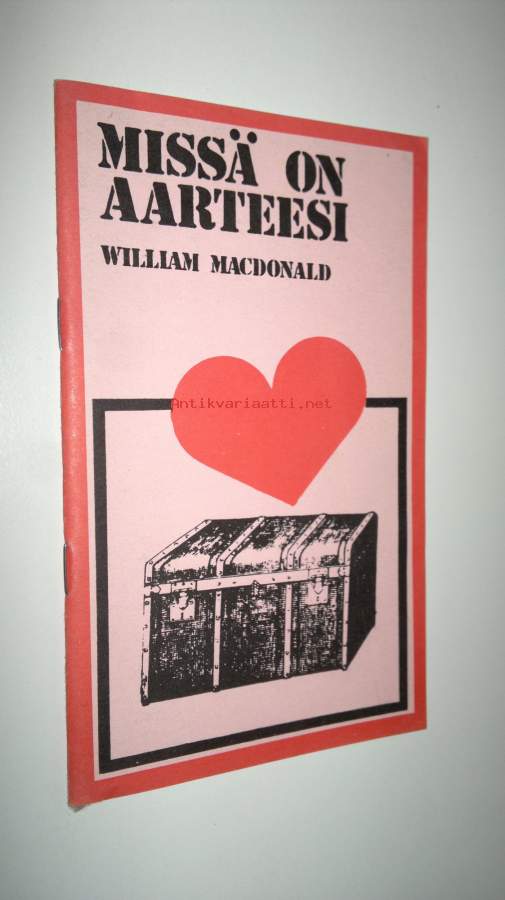 MISSÄ ON
AARTEESI
WILLIAM MACDONALD
Antikvariaatti.net